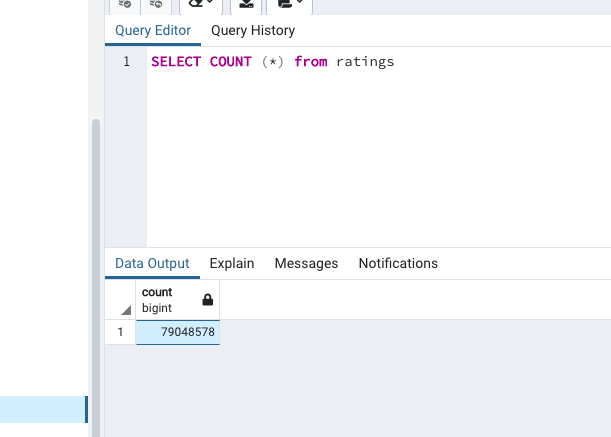 Query Editor Query History
1 SELECT COUNT (*) from ratings
Data Output Explain Messages Notifications
count
bigint
1 79048578